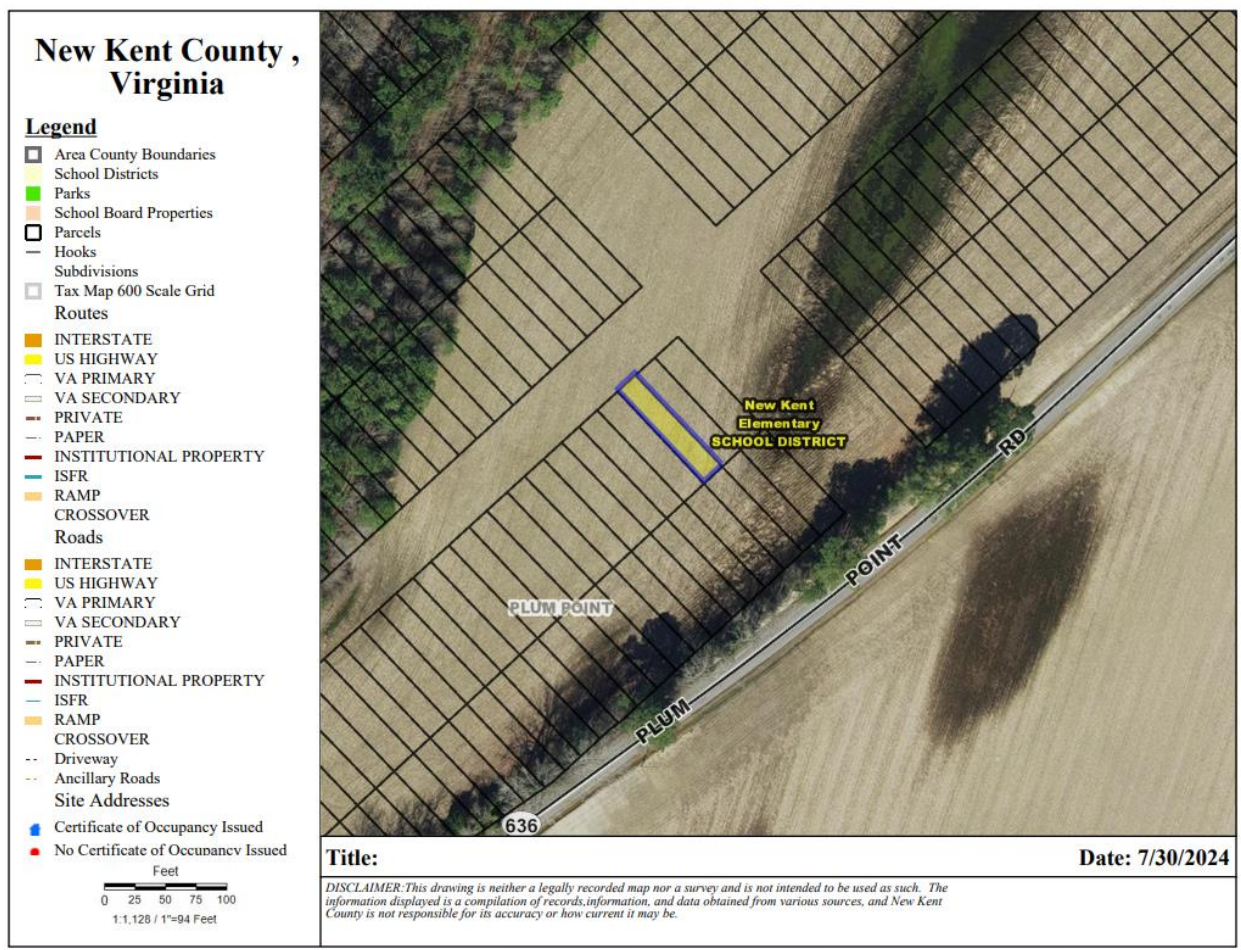 New Kent County ,
Virginia
Legend
Area County Boundaries
School Districts
Parks
School Board Properties
Parcels
Hooks
Subdivisions
Tax Map 600 Scale Grid
Routes
INTERSTATE
US HIGHWAY
VA PRIMARY
VA SECONDARY
PRIVATE
PAPER
INSTITUTIONAL PROPERTY
ISFR
RAMP
CROSSOVER
Roads
INTERSTATE
US HIGHWAY
VA PRIMARY
VA SECONDARY
PRIVATE
PAPER
INSTITUTIONAL PROPERTY
ISFR
RAMP
CROSSOVER
Driveway
Ancillary Roads
Site Addresses
Certificate of Occupancy Issued
No Certificate of Occupancy Issued
Feet
0 25 50 75 100
1:1,128 / 1"=94 Feet
New Kent
Elementary
SCHOOL DISTRICT
PLUM POINT
PLUM POINT RD
636
Title:
Date: 7/30/2024
DISCLAIMER:This drawing is neither a legally recorded map nor a survey and is not intended to be used as such. The
information displayed is a compilation of records,information, and data obtained from various sources, and New Kent
County is not responsible for its accuracy or how current it may be.